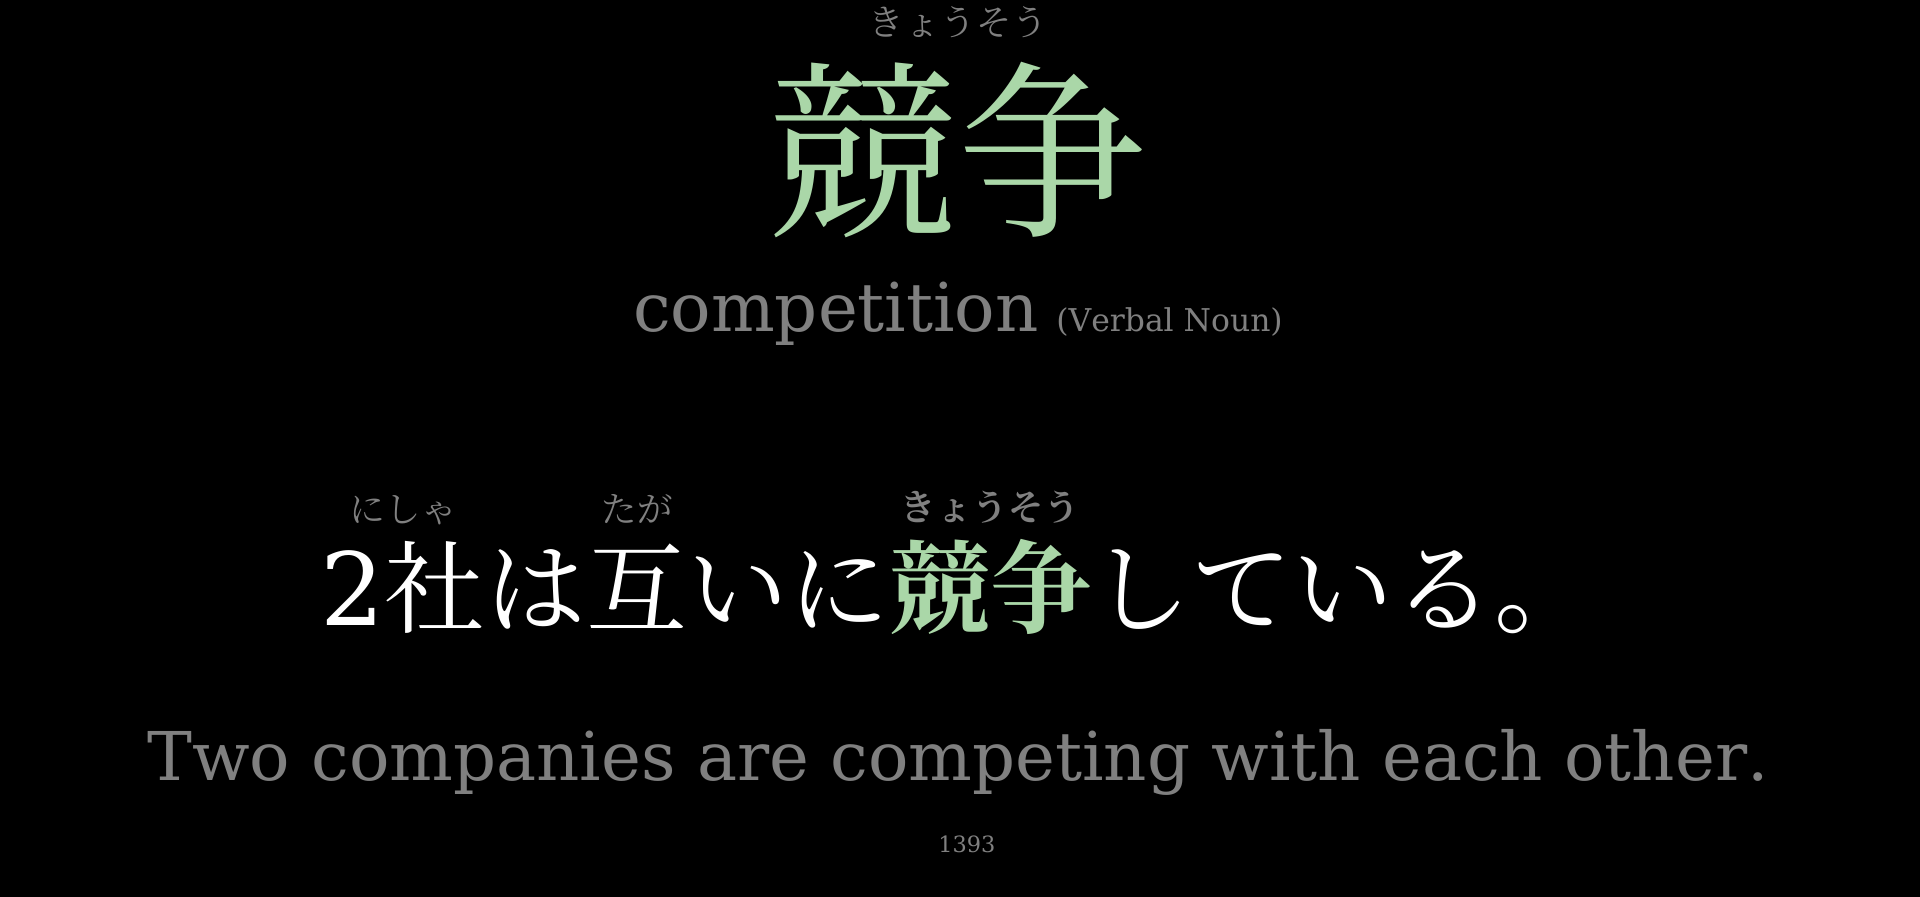 きょうそう
競争
competition (Verbal Noun)
にしゃ たが きょうそう
2社は互いに競争している。
Two companies are competing with each other.
1393